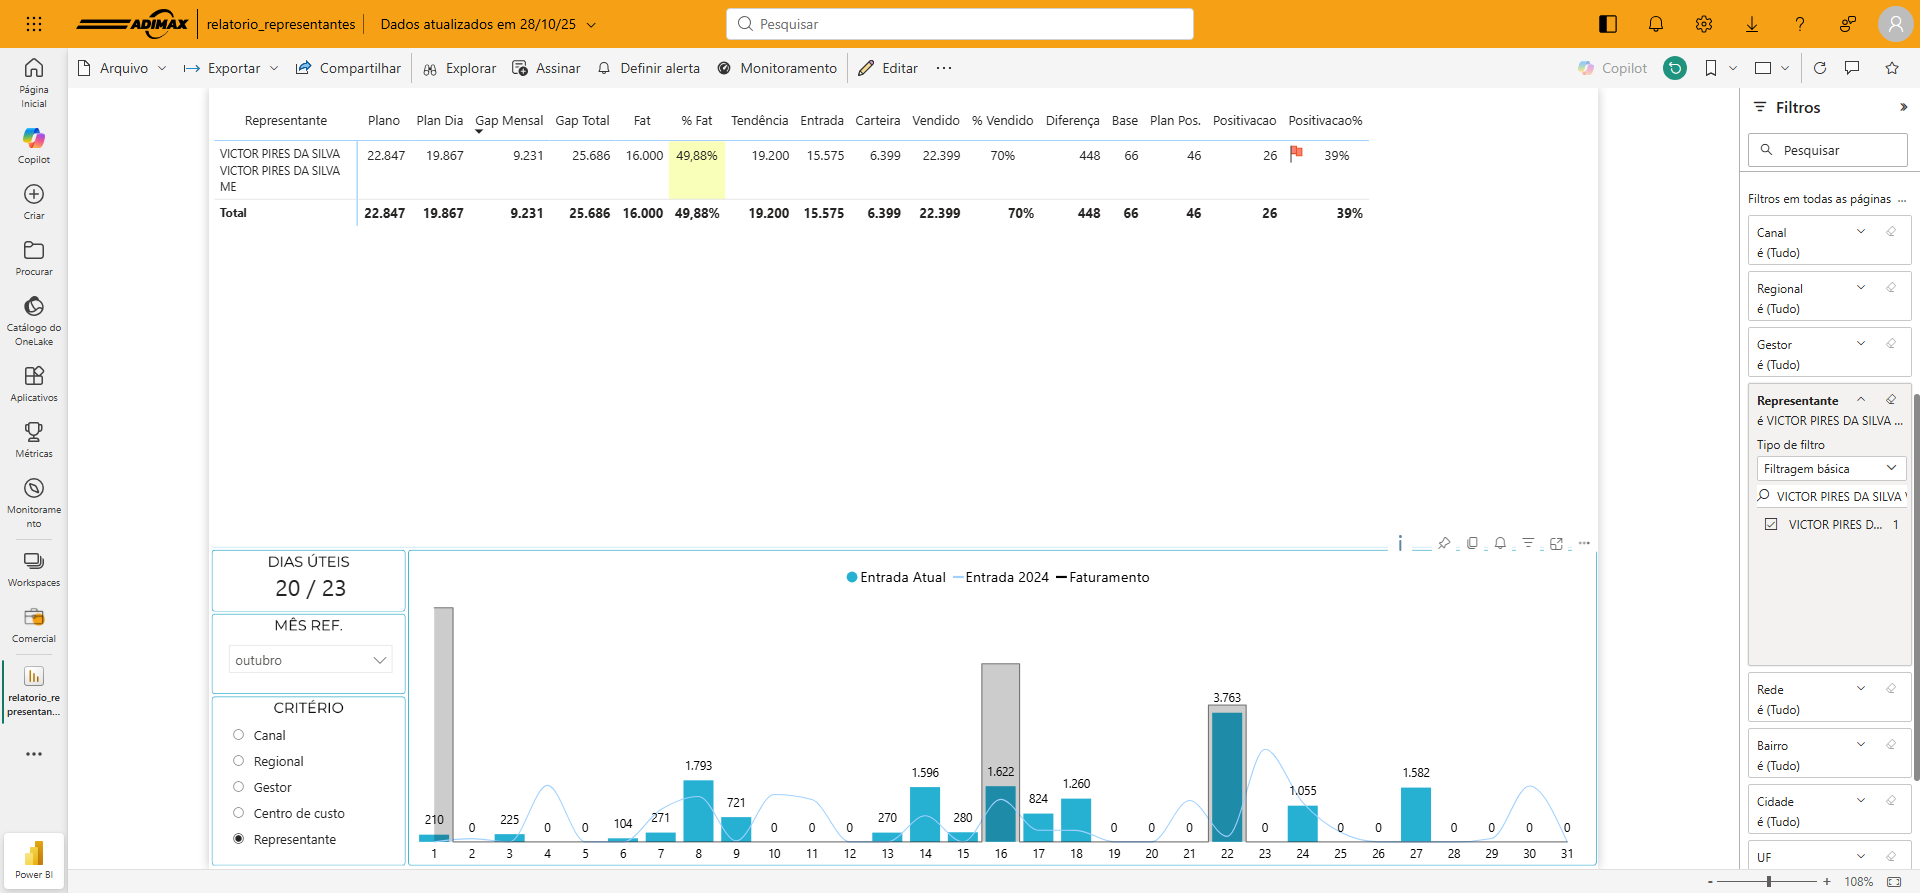 ADIMAX
relatorio_representantes
Dados atualizados em 28/10/25
Pesquisar
Arquivo
Exportar
Compartilhar
Explorar
Assinar
Definir alerta
Monitoramento
Editar
Copilot
Página
Inicial
Copilot
Criar
Procurar
Catálogo do
OneLake
Aplicativos
Métricas
Monitorame
nto
Workspaces
Comercial
relatorio_re
presentan...
Power BI
Representante Plano Plan Dia Gap Mensal Gap Total Fat % Fat Tendência Entrada Carteira Vendido % Vendido Diferença Base Plan Pos. Positivacao Positivacao%
VICTOR PIRES DA SILVA 22.847 19.867 9.231 25.686 16.000 49,88% 19.200 15.575 6.399 22.399 70% 448 66 46 26 39%
VICTOR PIRES DA SILVA
ME
Total 22.847 19.867 9.231 25.686 16.000 49,88% 19.200 15.575 6.399 22.399 70% 448 66 46 26 39%
DIAS ÚTEIS
20 / 23
MÊS REF.
outubro
CRITÉRIO
Canal
Regional
Gestor
Centro de custo
Representante
Entrada Atual Entrada 2024 Faturamento
210 0 225 0 0 104 271 1.793 721 0 0 0 270 1.596 280 1.622 824 1.260 0 0 0 3.763 0 1.055 0 0 1.582 0 0 0 0
1 2 3 4 5 6 7 8 9 10 11 12 13 14 15 16 17 18 19 20 21 22 23 24 25 26 27 28 29 30 31
Filtros
Pesquisar
Filtros em todas as páginas ...
Canal
é (Tudo)
Regional
é (Tudo)
Gestor
é (Tudo)
Representante
é VICTOR PIRES DA SILVA ...
Tipo de filtro
Filtragem básica
VICTOR PIRES DA SILVA
VICTOR PIRES D... 1
Rede
é (Tudo)
Bairro
é (Tudo)
Cidade
é (Tudo)
UF
- + 108%